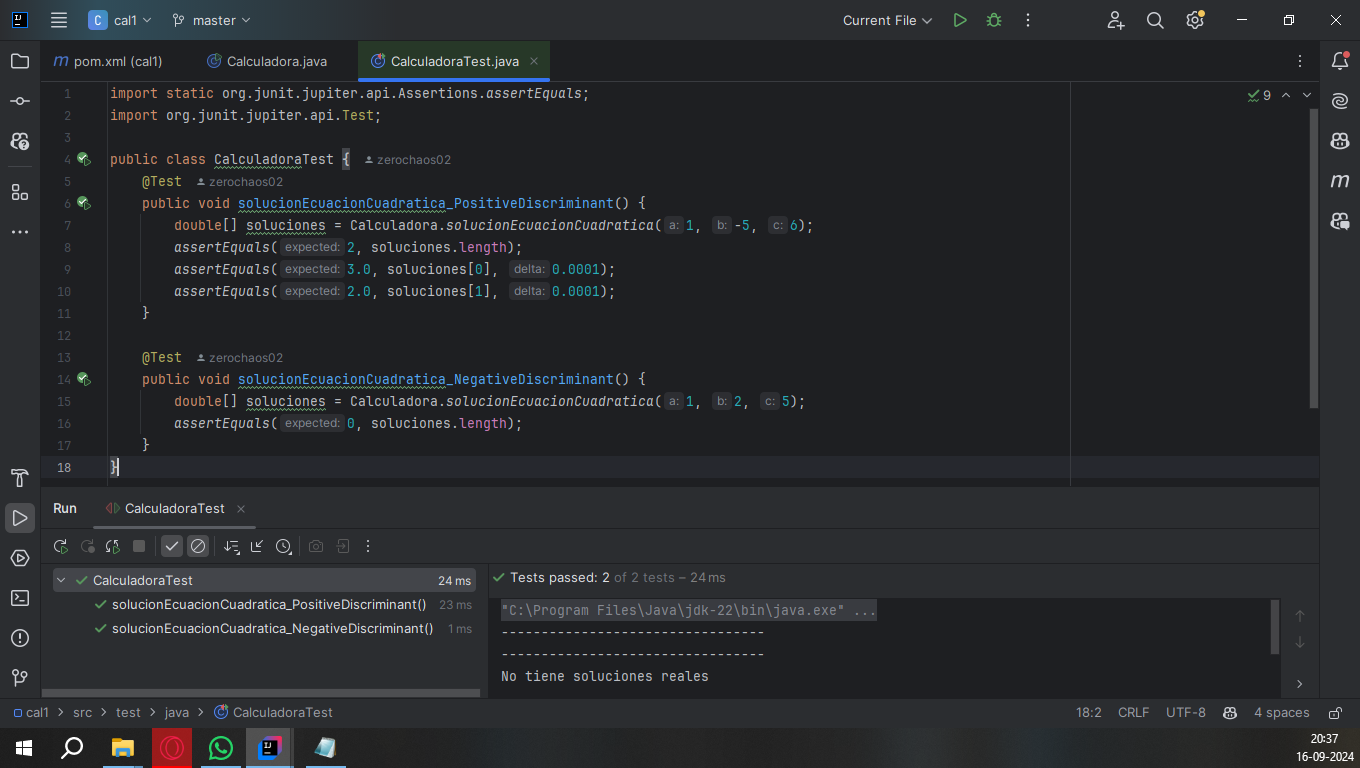 C cal1 master Current File
pom.xml (cal1) Calculadora.java CalculadoraTest.java
1 import static org.junit.jupiter.api.Assertions.assertEquals; 9
2 import org.junit.jupiter.api.Test;
3
4 public class CalculadoraTest { zerochaos02
5 @Test zerochaos02
6 public void solucionEcuacionCuadratica_PositiveDiscriminant() {
7 double[] soluciones = Calculadora.solucionEcuacionCuadratica( a: 1, b: -5, c: 6);
8 assertEquals( expected: 2, soluciones.length);
9 assertEquals( expected: 3.0, soluciones[0], delta: 0.0001);
10 assertEquals( expected: 2.0, soluciones[1], delta: 0.0001);
11 }
12
13 @Test zerochaos02
14 public void solucionEcuacionCuadratica_NegativeDiscriminant() {
15 double[] soluciones = Calculadora.solucionEcuacionCuadratica( a: 1, b: 2, c: 5);
16 assertEquals( expected: 0, soluciones.length);
17 }
18 }
Run CalculadoraTest
CalculadoraTest 24 ms
solucionEcuacionCuadratica_PositiveDiscriminant() 23 ms
solucionEcuacionCuadratica_NegativeDiscriminant() 1 ms
Tests passed: 2 of 2 tests – 24 ms
"C:\Program Files\Java\jdk-22\bin\java.exe" ...
---------------------------------
---------------------------------
No tiene soluciones reales
cal1 > src > test > java > CalculadoraTest 18:2 CRLF UTF-8 4 spaces
20:37
16-09-2024